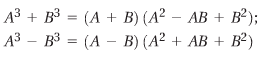 A³ + B³ = (A + B) (A² − AB + B²);
A³ − B³ = (A − B) (A² + AB + B²)